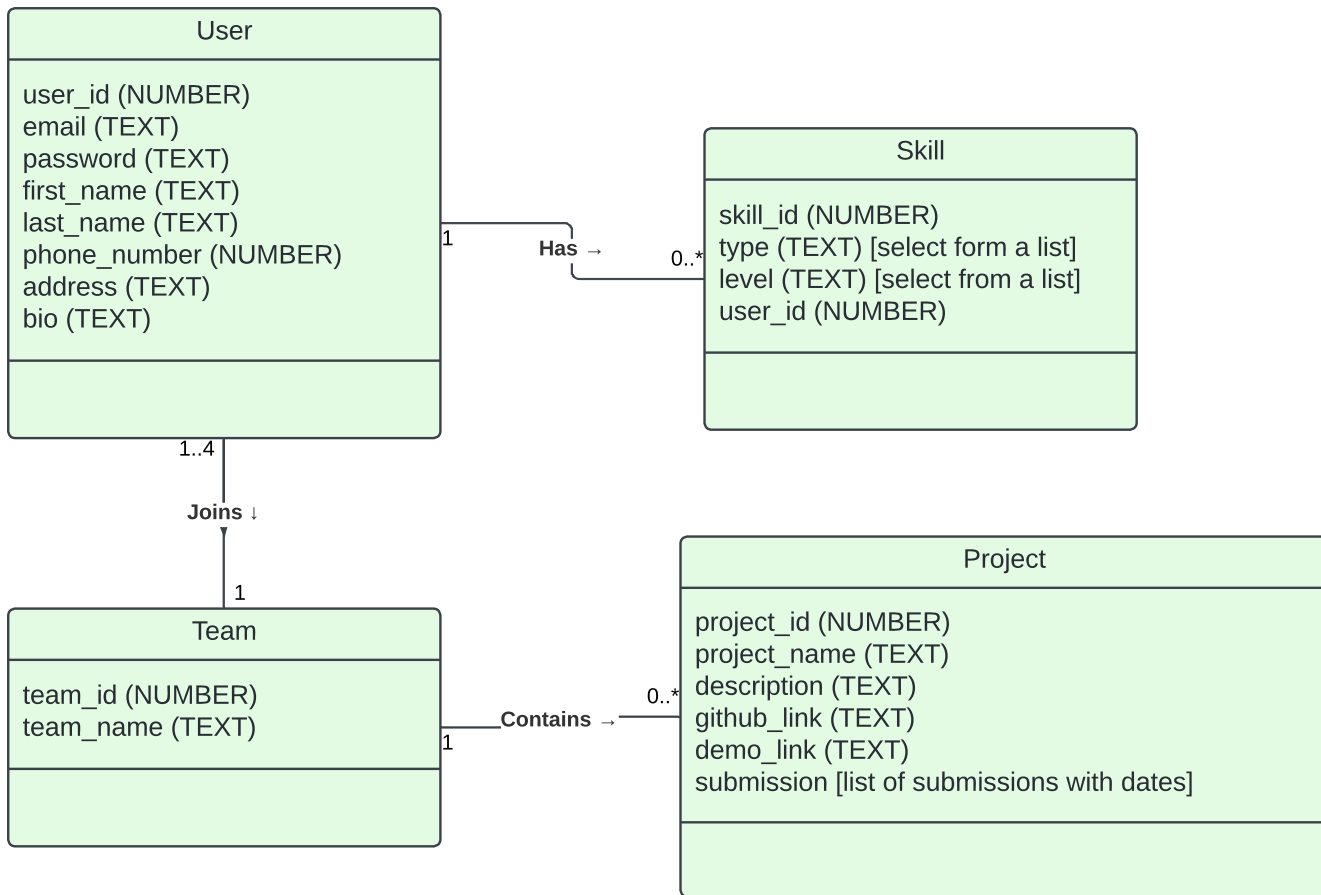 User
user_id (NUMBER)
email (TEXT)
password (TEXT)
first_name (TEXT)
last_name (TEXT)
phone_number (NUMBER)
address (TEXT)
bio (TEXT)
1
Has →
0..*
Skill
skill_id (NUMBER)
type (TEXT) [select form a list]
level (TEXT) [select from a list]
user_id (NUMBER)
1..4
Joins ↓
1
Team
team_id (NUMBER)
team_name (TEXT)
1
Contains →
0..*
Project
project_id (NUMBER)
project_name (TEXT)
description (TEXT)
github_link (TEXT)
demo_link (TEXT)
submission [list of submissions with dates]